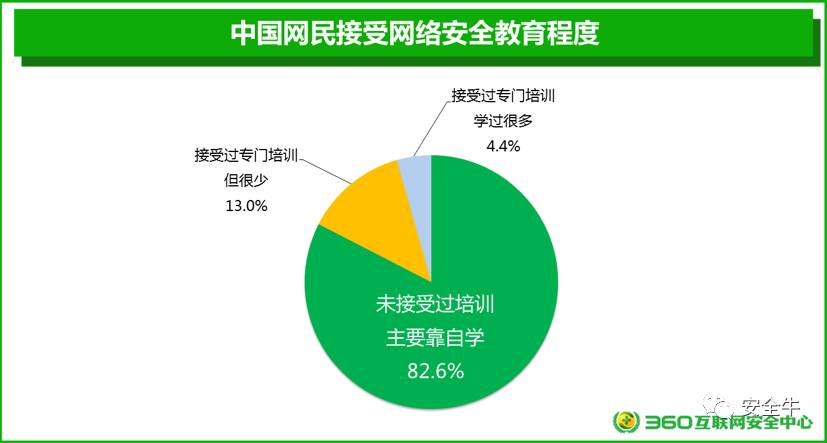 中国网民接受网络安全教育程度
接受过专门培训
学过很多
4.4%
接受过专门培训
但很少
13.0%
未接受过培训
主要靠自学
82.6%
安全牛
360互联网安全中心